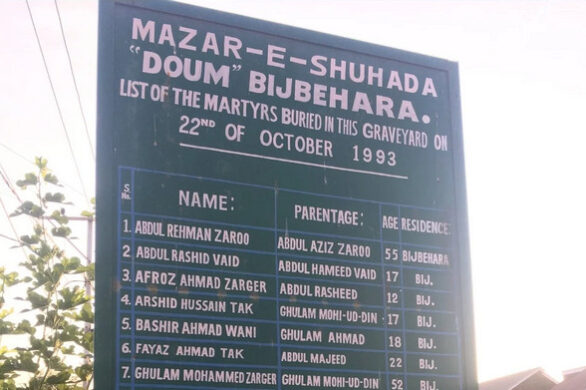 MAZAR-E-SHUHADA
"DOUM" BIJBEHARA.
LIST OF THE MARTYRS BURIED IN THIS GRAVEYARD ON
22ND OF OCTOBER 1993
S. No. NAME: PARENTAGE: AGE RESIDENCE:
1. ABDUL REHMAN ZAROO ABDUL AZIZ ZAROO 55 BIJBEHARA
2. ABDUL RASHID VAID ABDUL HAMEED VAID 17 BIJ.
3. AFROZ AHMAD ZARGER ABDUL RASHEED 12 BIJ.
4. ARSHID HUSSAIN TAK GHULAM MOHI-UD-DIN 17 BIJ.
5. BASHIR AHMAD WANI GHULAM AHMAD 18 BIJ.
6. FAYAZ AHMAD TAK ABDUL MAJEED 22 BIJ.
7. GHULAM MOHAMMED ZARGER GHULAM MOHI-UD-DIN 52 BIJ.